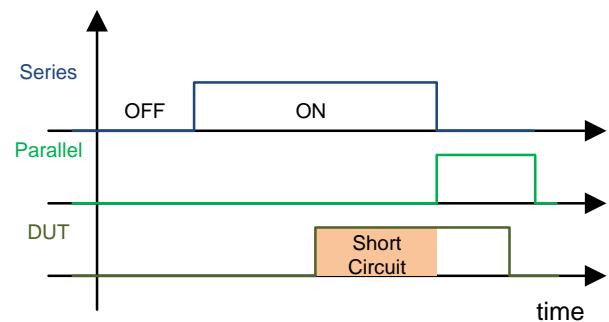 Series
OFF
ON
Parallel
DUT
Short
Circuit
time